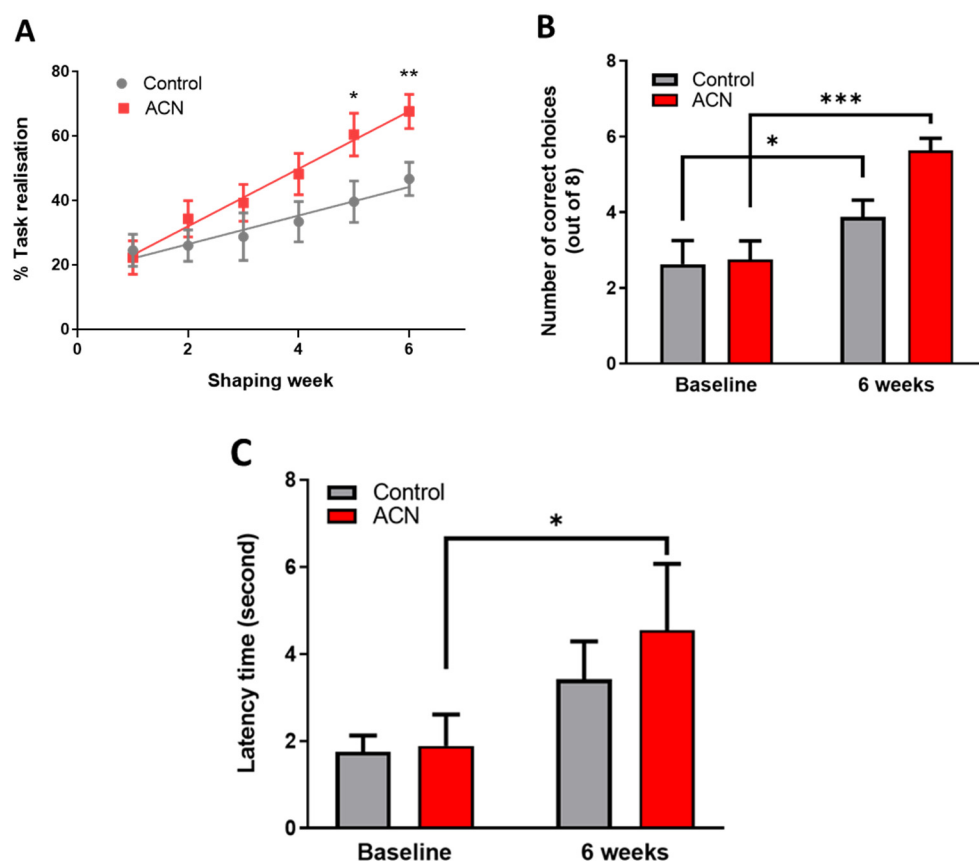 A
% Task realisation
80
60
40
20
0
Control
ACN
*
**
0
2
4
6
Shaping week
B
Number of correct choices
(out of 8)
8
6
4
2
0
Control
ACN
***
*
Baseline
6 weeks
C
Latency time (second)
8
6
4
2
0
Control
ACN
*
Baseline
6 weeks